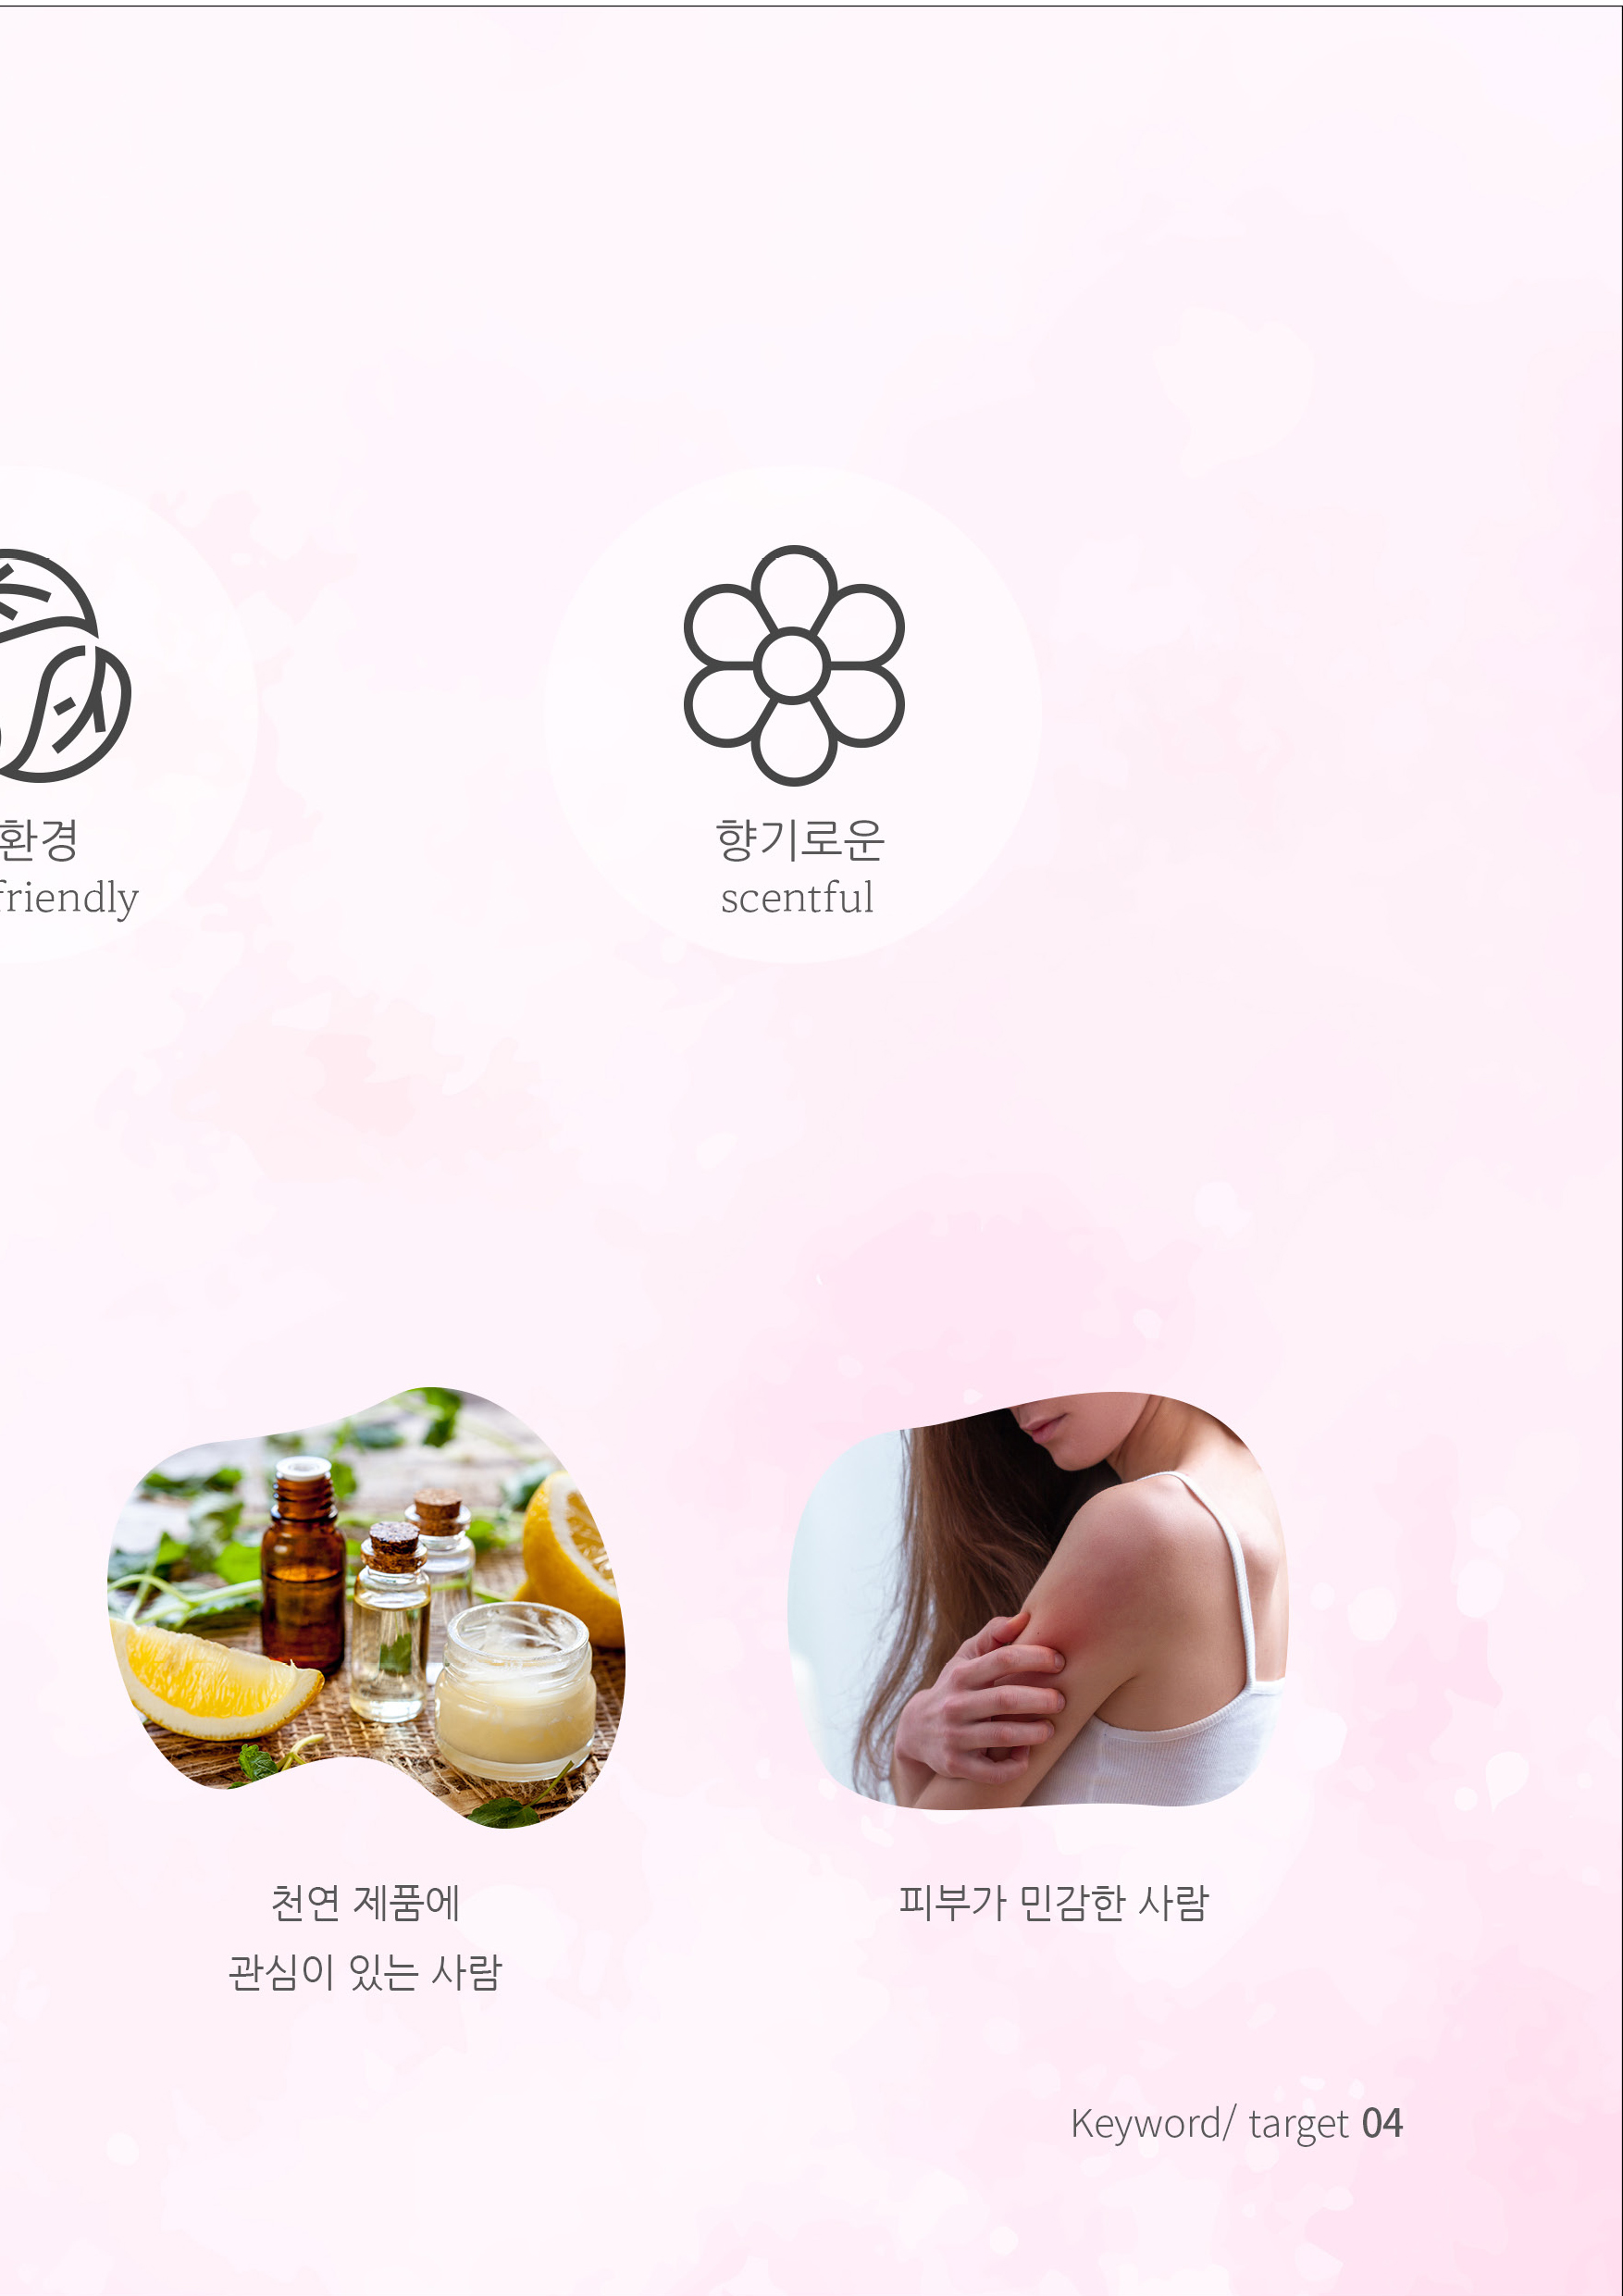 환경
friendly
향기로운
scentful
천연 제품에
관심이 있는 사람
피부가 민감한 사람
Keyword/ target 04